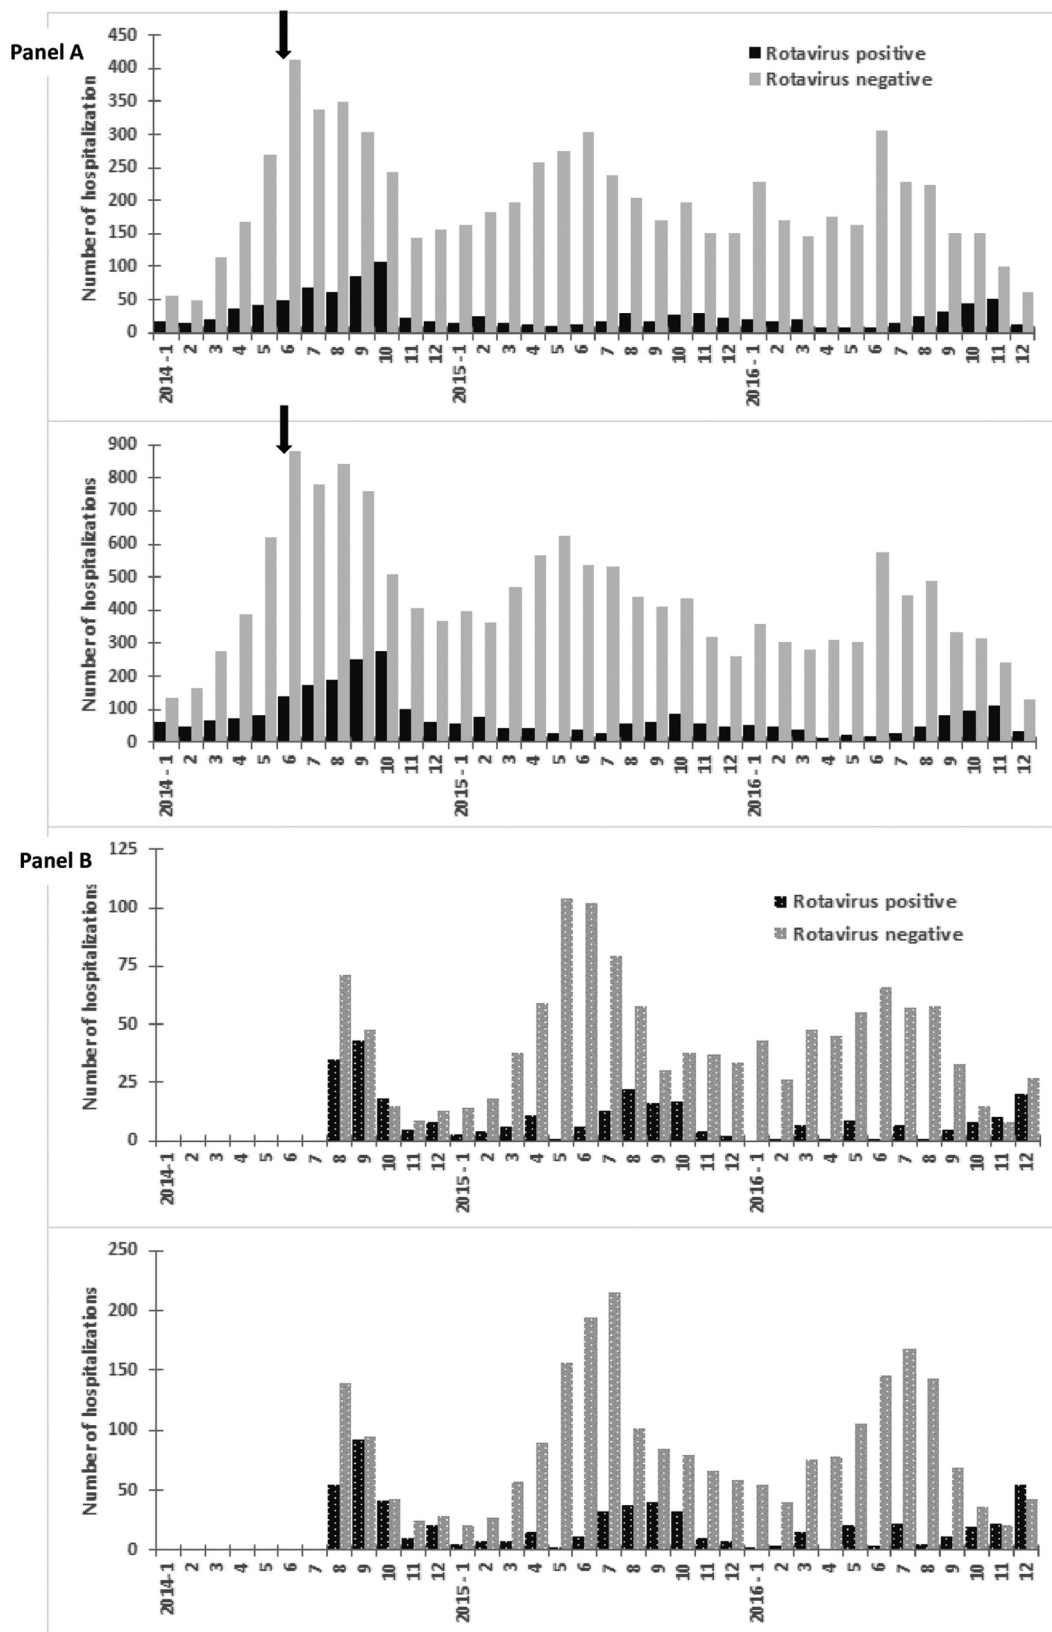 Panel A
Number of hospitalization
450
400
350
300
250
200
150
100
50
0
Rotavirus positive
Rotavirus negative
2014 - 1 2 3 4 5 6 7 8 9 10 11 12 2015 - 1 2 3 4 5 6 7 8 9 10 11 12 2016 - 1 2 3 4 5 6 7 8 9 10 11 12
Number of hospitalizations
900
800
700
600
500
400
300
200
100
0
2014 - 1 2 3 4 5 6 7 8 9 10 11 12 2015 - 1 2 3 4 5 6 7 8 9 10 11 12 2016 - 1 2 3 4 5 6 7 8 9 10 11 12
Panel B
Number of hospitalizations
125
100
75
50
25
0
Rotavirus positive
Rotavirus negative
2014 - 1 2 3 4 5 6 7 8 9 10 11 12 2015 - 1 2 3 4 5 6 7 8 9 10 11 12 2016 - 1 2 3 4 5 6 7 8 9 10 11 12
Number of hospitalizations
250
200
150
100
50
0
2014 - 1 2 3 4 5 6 7 8 9 10 11 12 2015 - 1 2 3 4 5 6 7 8 9 10 11 12 2016 - 1 2 3 4 5 6 7 8 9 10 11 12